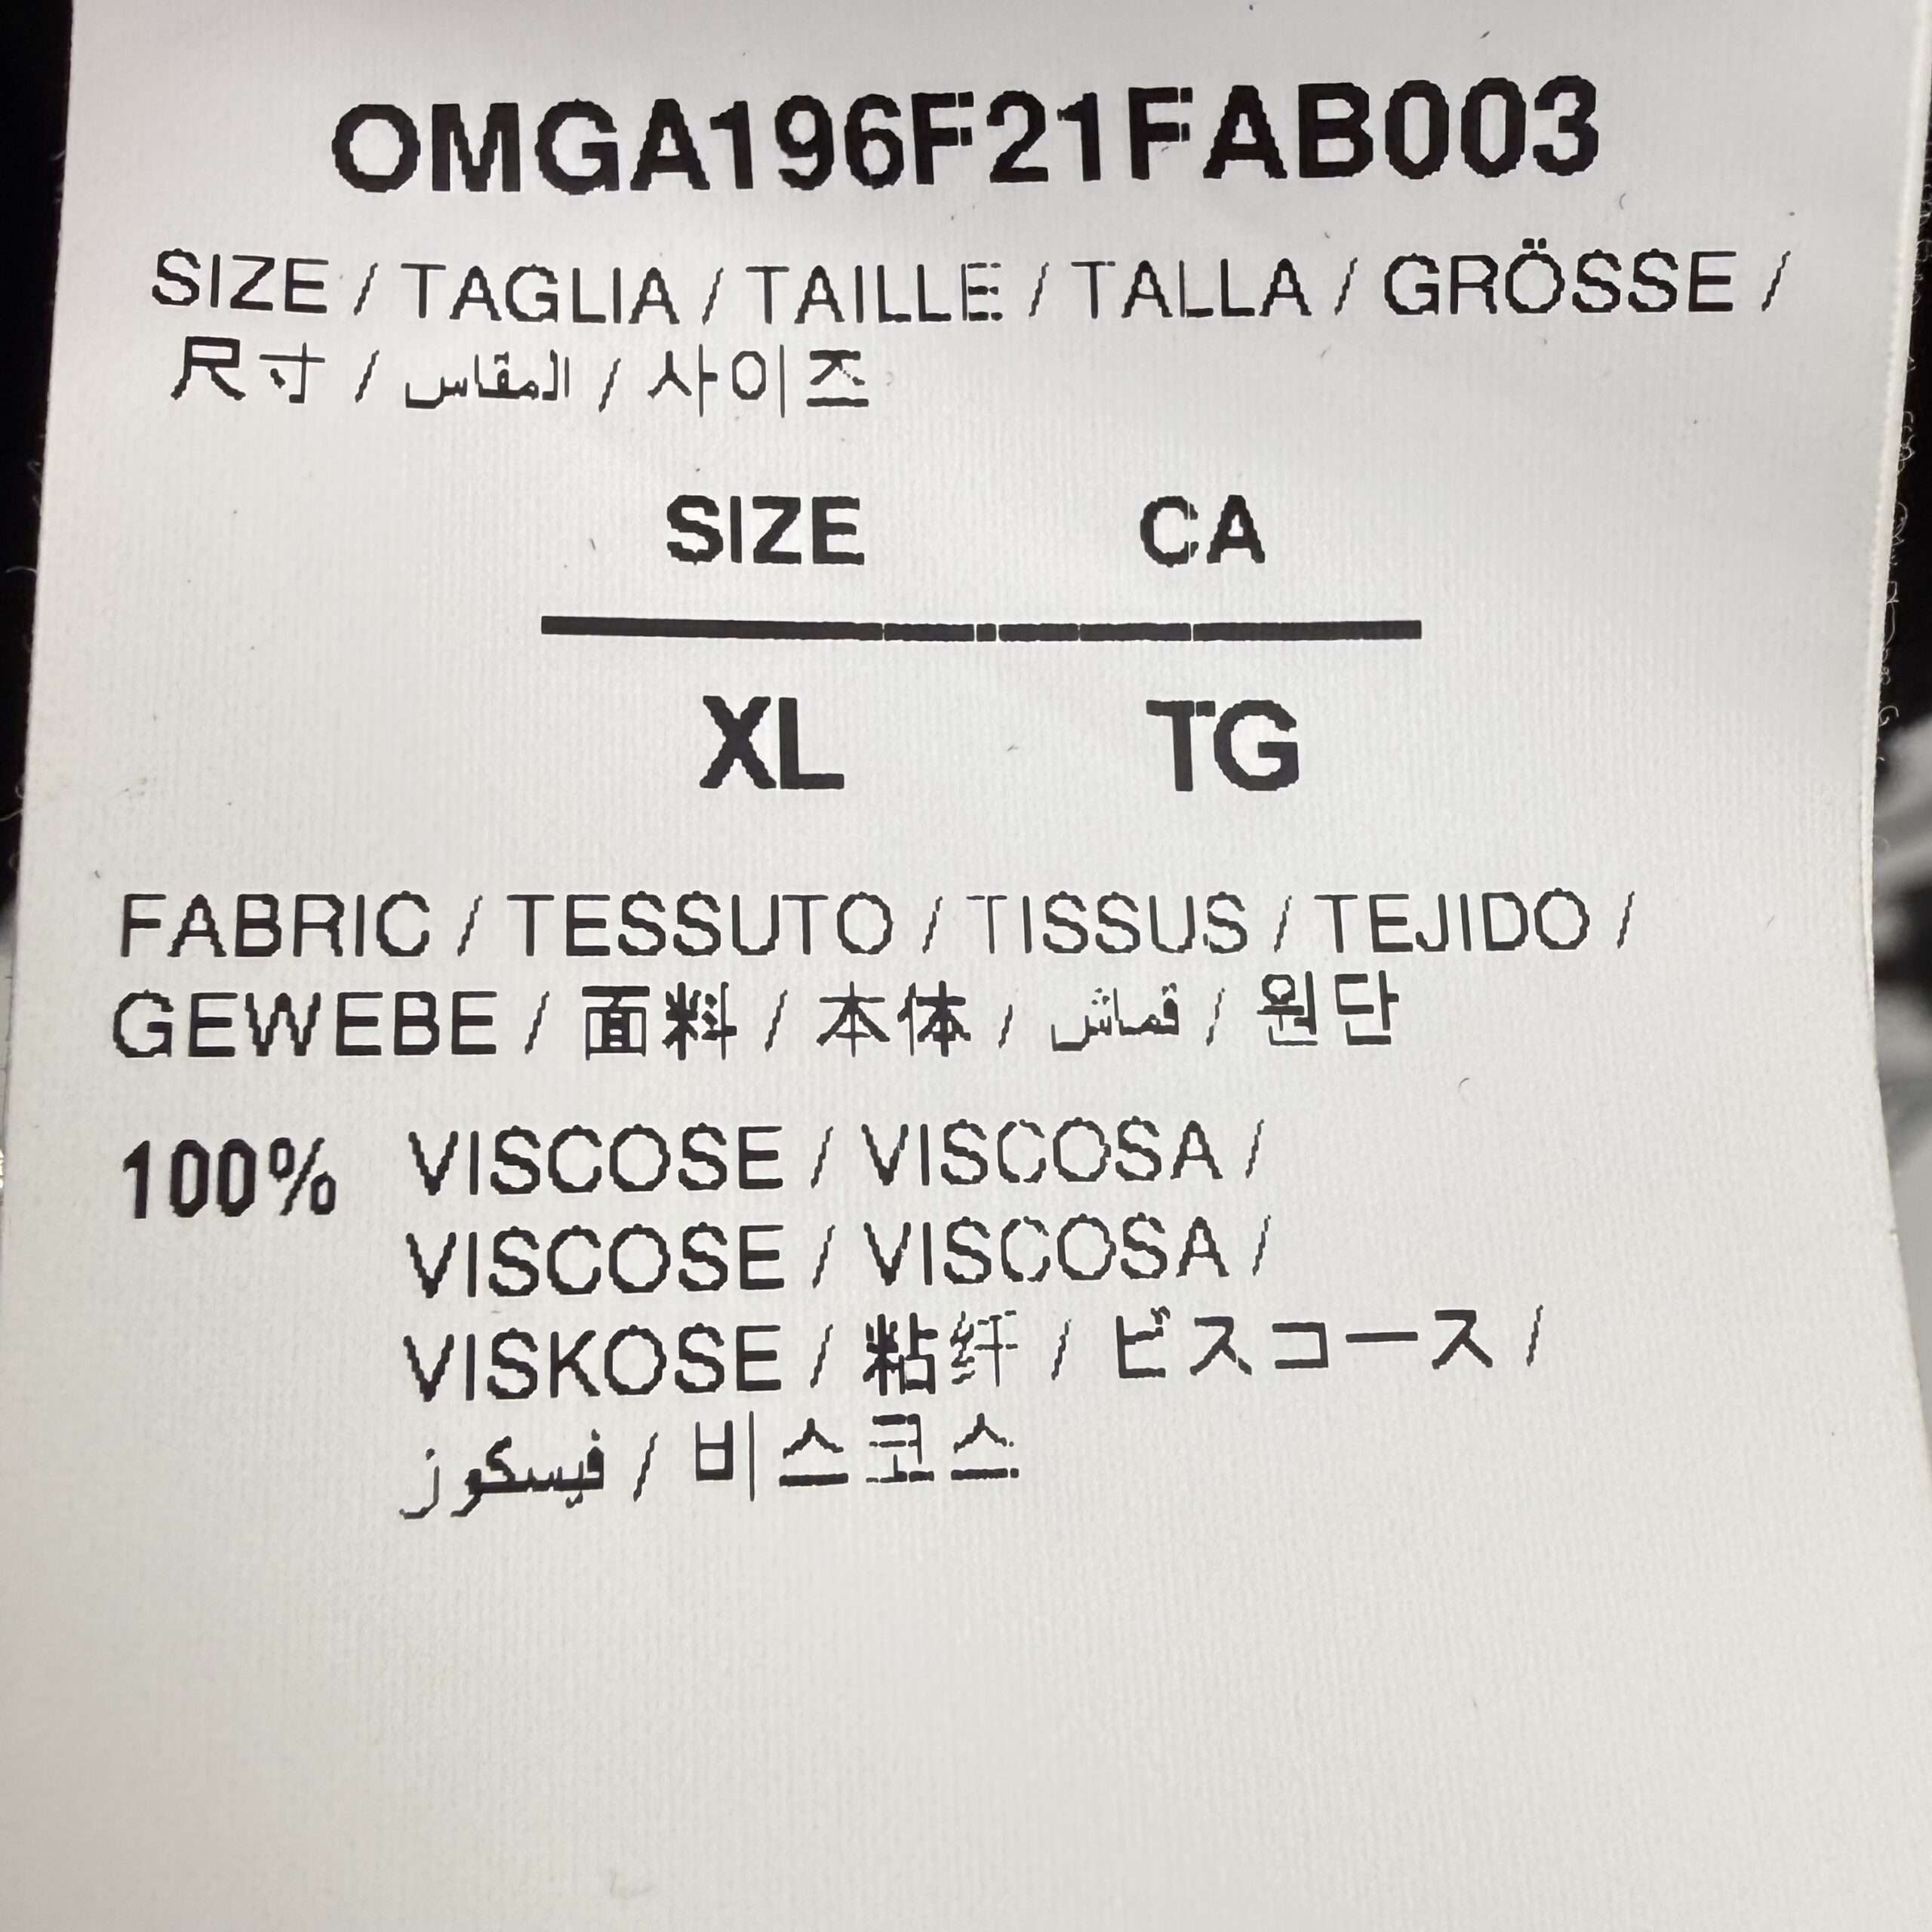 OMGA196F21FAB003
SIZE / TAGLIA / TAILLE / TALLA / GRÖSSE /
尺寸 / المقاس / 사이즈
SIZE CA
XL TG
FABRIC / TESSUTO / TISSUS / TEJIDO /
GEWEBE / 面料 / 本体 / قماش / 원단
100% VISCOSE / VISCOSA /
VISCOSE / VISCOSA /
VISKOSE / 粘纤 / ビスコース /
فيسكوز / 비스코스